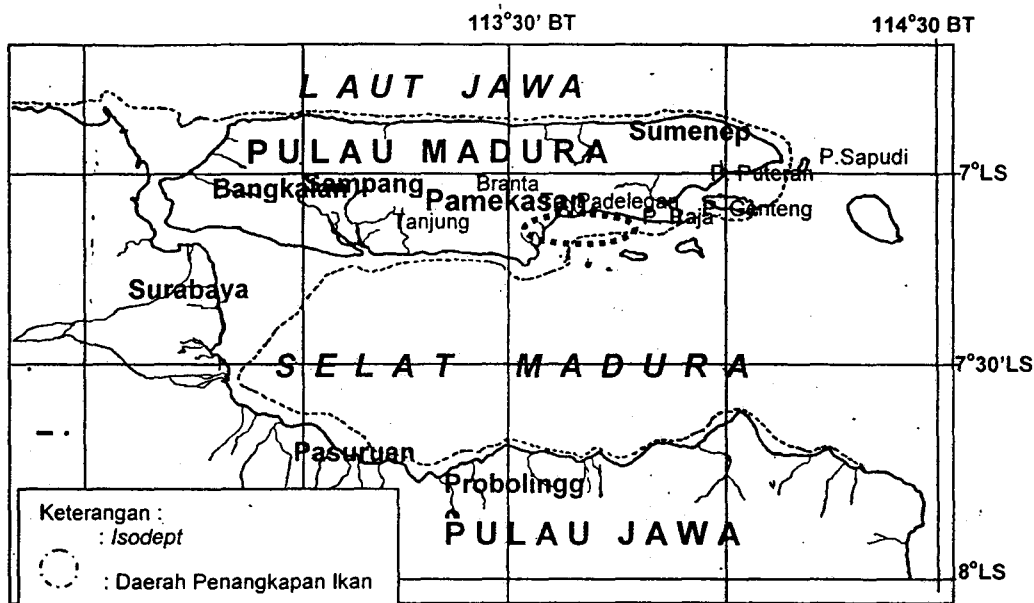 113°30' BT
114°30 BT
LAUT JAWA
Sumenep
PULAU MADURA
P.Sapudi
7°LS
P. Puteran
Bangkalan
Sampang
Branta
Pamekasan
Padelegan
G. Genteng
P. Raja
Tanjung
Surabaya
SELAT MADURA
7°30'LS
Pasuruan
Probolingg
PULAU JAWA
Keterangan :
: Isodept
: Daerah Penangkapan Ikan
8°LS